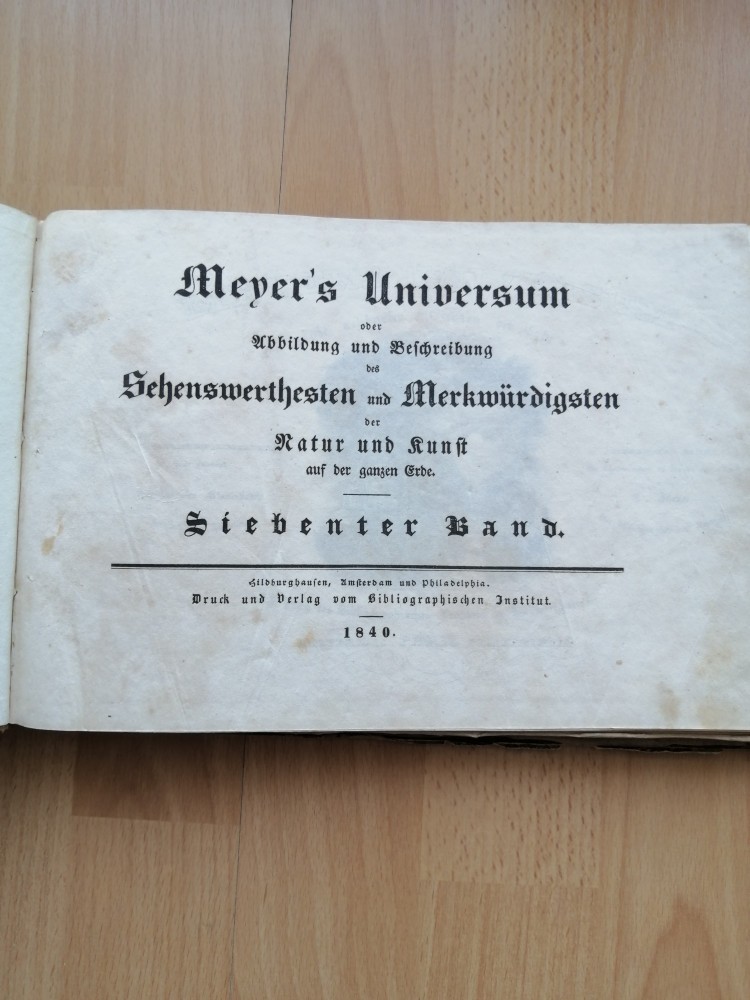 Meyer's Universum
oder
Abbildung und Beschreibung
des
Sehenswerthesten und Merkwürdigsten
der
Natur und Kunst
auf der ganzen Erde.
Siebenter Band.
Hildburghausen, Amsterdam und Philadelphia.
Druck und Verlag vom Bibliographischen Institut.
1840.